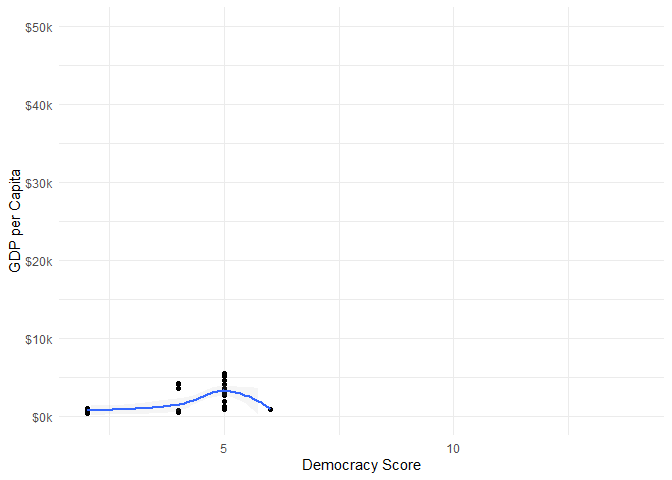 $50k
$40k
$30k
$20k
$10k
$0k
GDP per Capita
5 10
Democracy Score